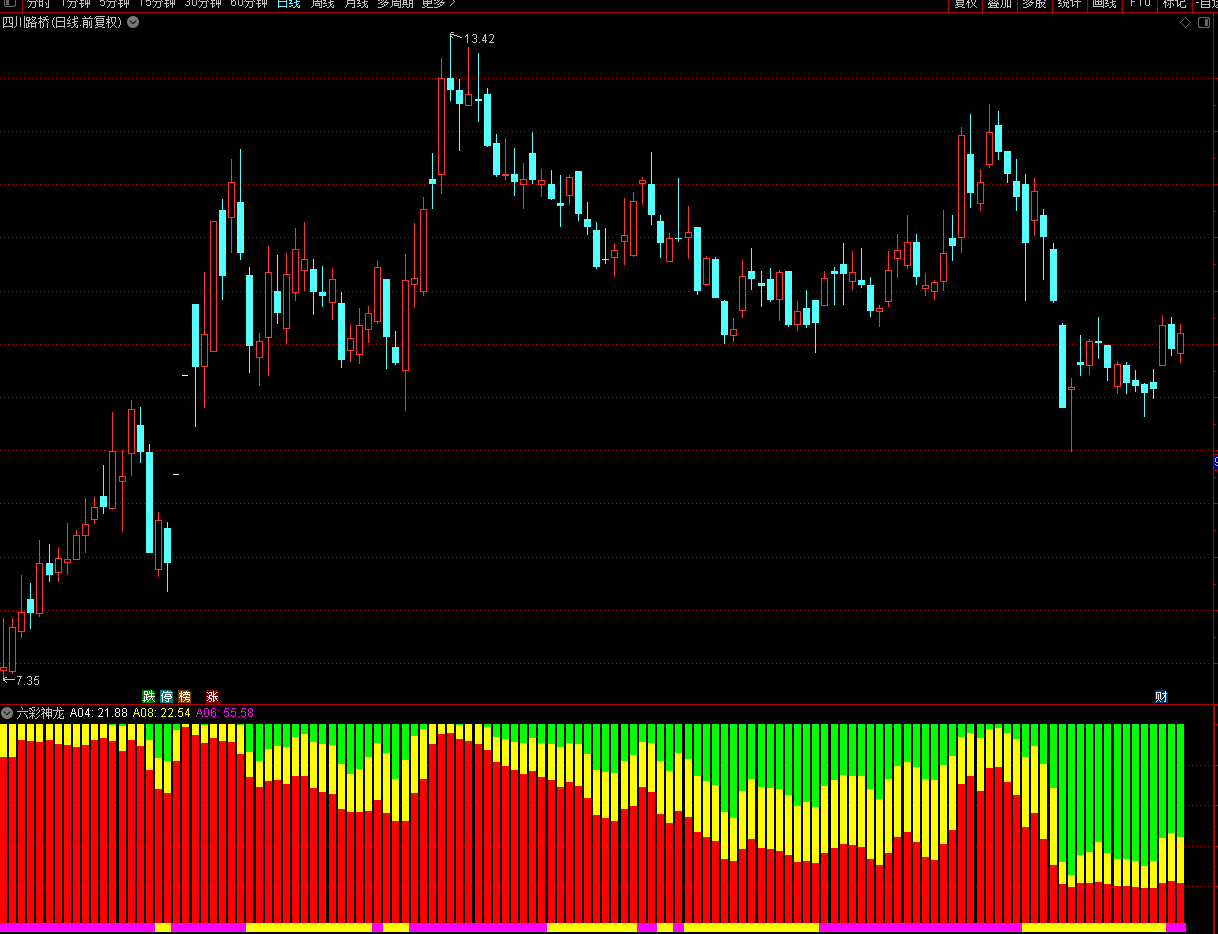 分时 1分钟 5分钟 15分钟 30分钟 60分钟 日线 周线 月线 多周期 更多 复权 叠加 多股 统计 画线 F10 标记 -自选
四川路桥(日线.前复权)
13.42
7.35
跌 停 榜 涨 财
六彩神龙 A04: 21.88 A08: 22.54 A06: 55.58